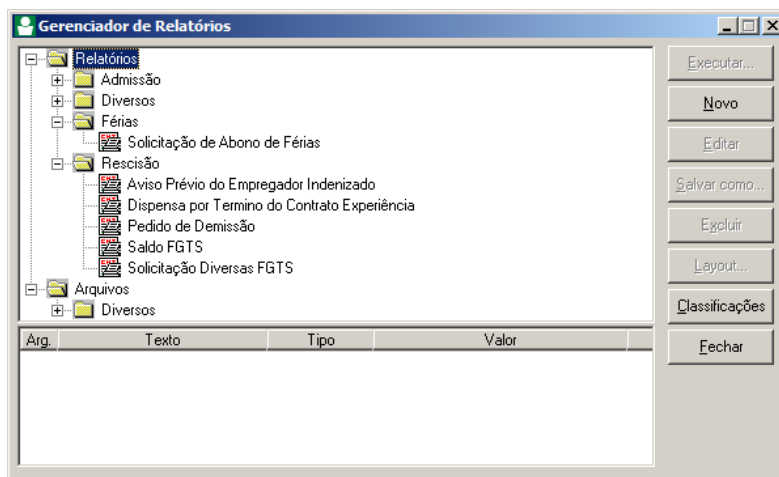 Gerenciador de Relatórios
Relatórios
Admissão
Diversos
Férias
Solicitação de Abono de Férias
Rescisão
Aviso Prévio do Empregador Indenizado
Dispensa por Termino do Contrato Experiência
Pedido de Demissão
Saldo FGTS
Solicitação Diversas FGTS
Arquivos
Diversos
Arg. Texto Tipo Valor
Executar...
Novo
Editar
Salvar como...
Excluir
Layout...
Classificações
Fechar